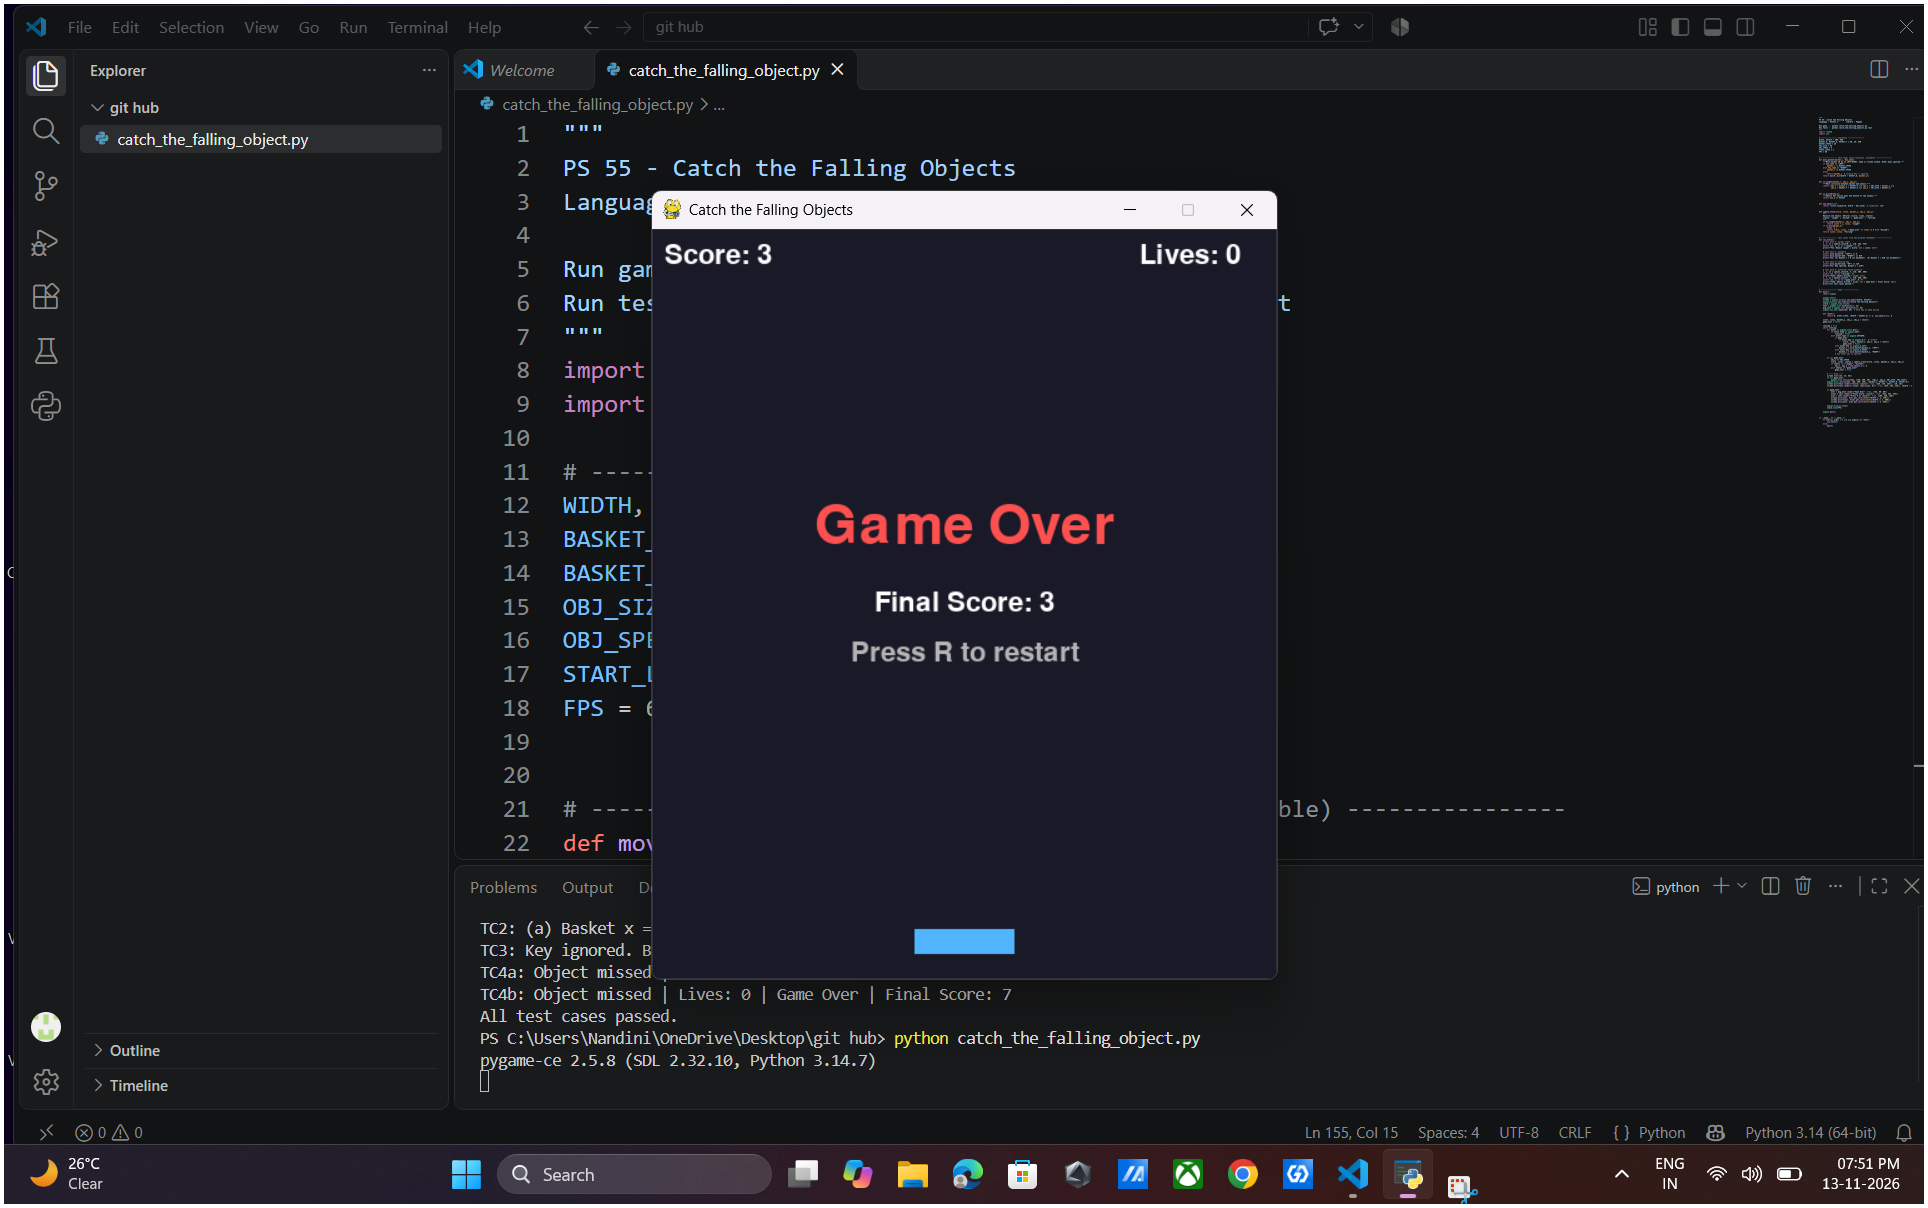 File Edit Selection View Go Run Terminal Help
git hub
Explorer
git hub
catch_the_falling_object.py
Outline
Timeline
Welcome
catch_the_falling_object.py
catch_the_falling_object.py > ...
1 """
2 PS 55 - Catch the Falling Objects
3 Languag
4
5 Run gam
6 Run tes t
7 """
8 import
9 import
10
11 # ----
12 WIDTH,
13 BASKET_
14 BASKET_
15 OBJ_SIZ
16 OBJ_SPE
17 START_L
18 FPS =
19
20
21 # ---- ble) ----------------
22 def mov
Catch the Falling Objects
Score: 3 Lives: 0
Game Over
Final Score: 3
Press R to restart
Problems Output
python
TC2: (a) Basket x =
TC3: Key ignored. B
TC4a: Object missed
TC4b: Object missed | Lives: 0 | Game Over | Final Score: 7
All test cases passed.
PS C:\Users\Nandini\OneDrive\Desktop\git hub> python catch_the_falling_object.py
pygame-ce 2.5.8 (SDL 2.32.10, Python 3.14.7)
0 0
Ln 155, Col 15 Spaces: 4 UTF-8 CRLF {} Python Python 3.14 (64-bit)
26°C
Clear
Search
ENG
IN
07:51 PM
13-11-2026